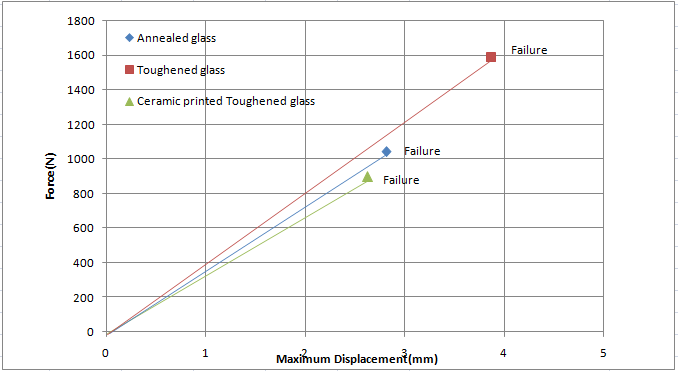 1800
1600
1400
1200
1000
800
600
400
200
0
Force(N)
Annealed glass
Toughened glass
Ceramic printed Toughened glass
Failure
Failure
Failure
0 1 2 3 4 5
Maximum Displacement(mm)